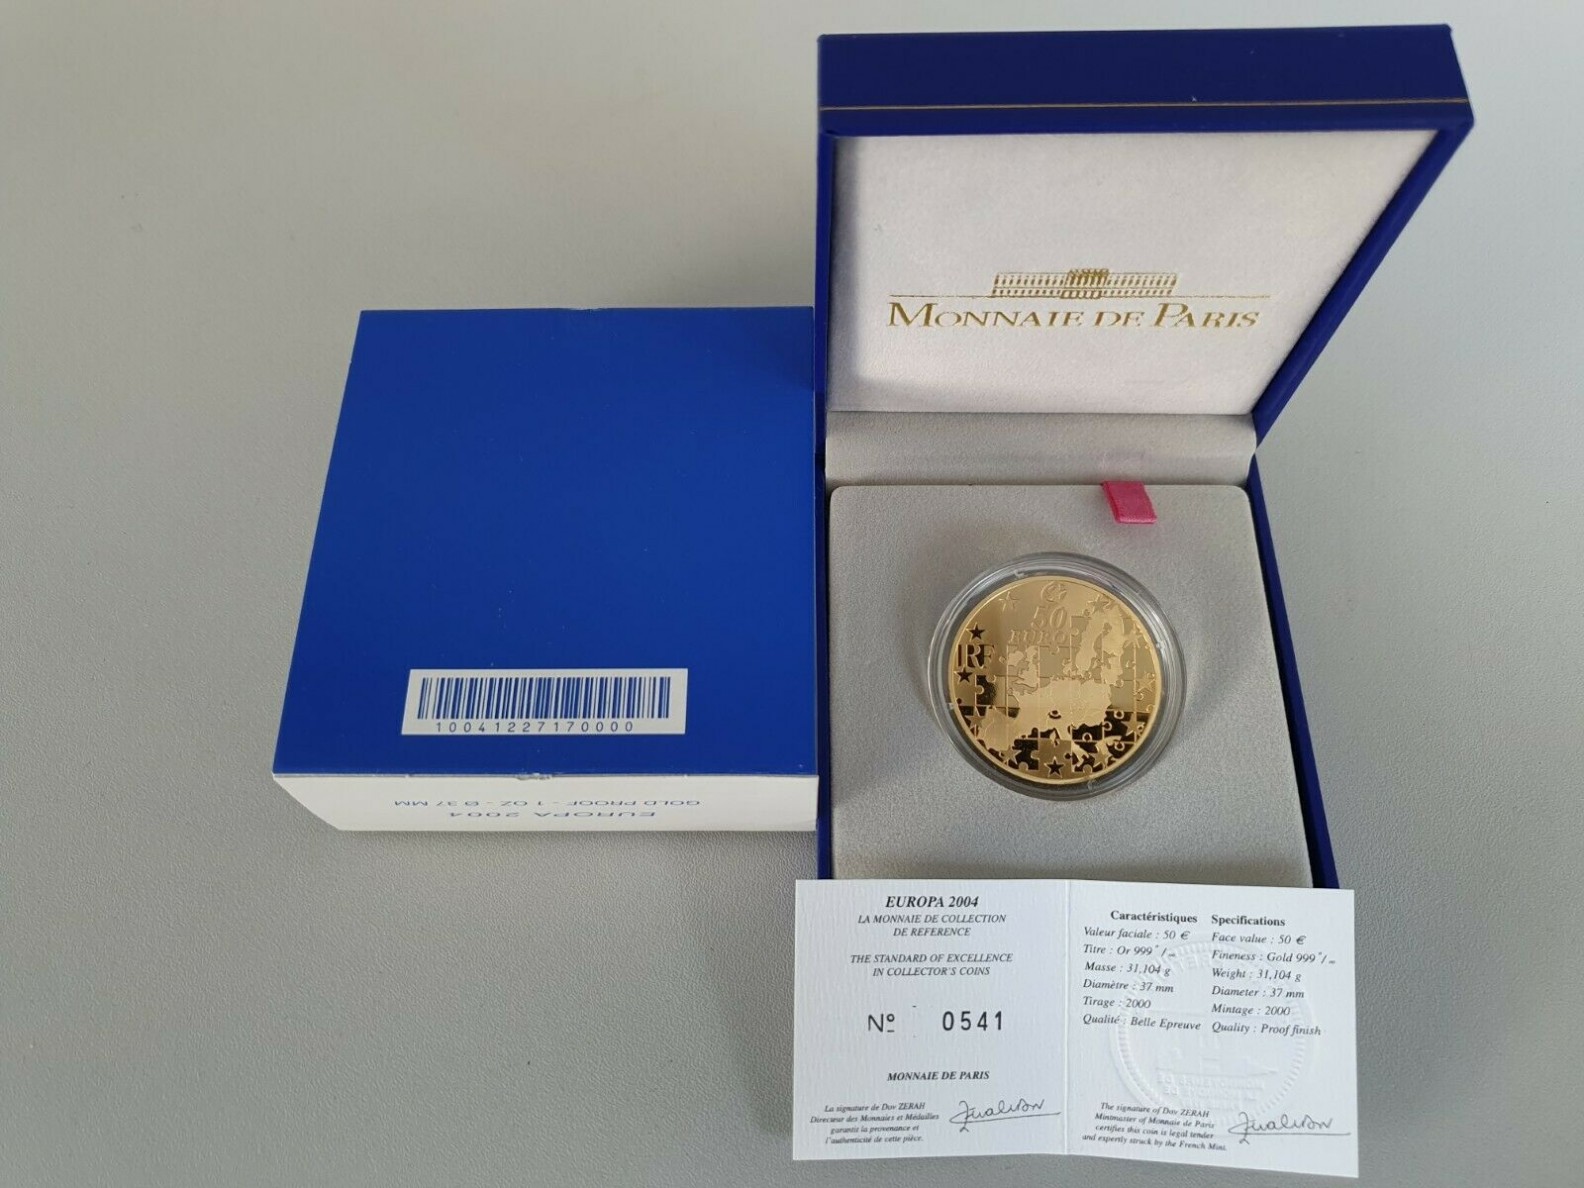 MONNAIE DE PARIS
50
EURO
RF
10041227170000
EUROPA 2004
GOLD PROOF - 1 OZ - Ø 37 MM
EUROPA 2004
LA MONNAIE DE COLLECTION
DE REFERENCE
THE STANDARD OF EXCELLENCE
IN COLLECTOR'S COINS
Nº 0541
MONNAIE DE PARIS
La signature de Dov ZERAH
Directeur des Monnaies et Médailles
garantit la provenance et
l'authenticité de cette pièce.
Caractéristiques
Valeur faciale : 50 €
Titre : Or 999 °/∞
Masse : 31,104 g
Diamètre : 37 mm
Tirage : 2000
Qualité : Belle Epreuve
Specifications
Face value : 50 €
Fineness : Gold 999 °/∞
Weight : 31,104 g
Diameter : 37 mm
Mintage : 2000
Quality : Proof finish
The signature of Dov ZERAH
Mintmaster of Monnaie de Paris
certifies this coin is legal tender
and expertly struck by the French Mint.